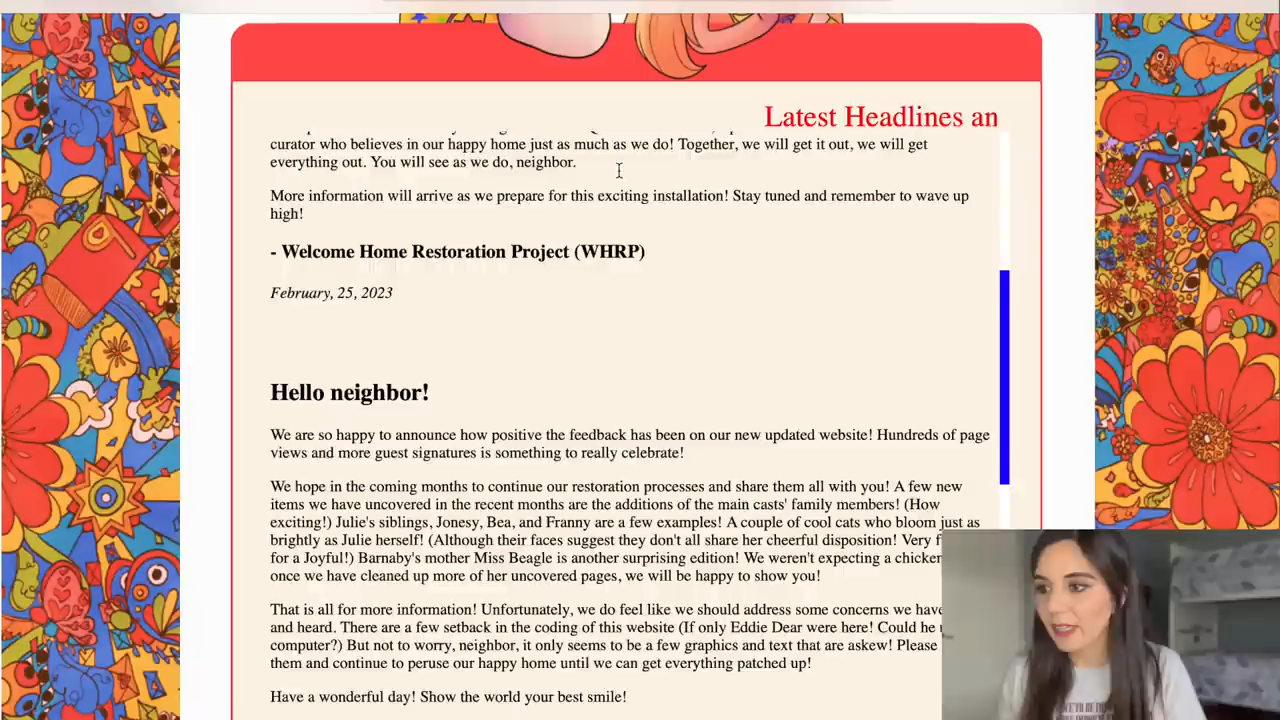 Latest Headlines an
curator who believes in our happy home just as much as we do! Together, we will get it out, we will get
everything out. You will see as we do, neighbor.
More information will arrive as we prepare for this exciting installation! Stay tuned and remember to wave up
high!
- Welcome Home Restoration Project (WHRP)
February, 25, 2023
Hello neighbor!
We are so happy to announce how positive the feedback has been on our new updated website! Hundreds of page
views and more guest signatures is something to really celebrate!
We hope in the coming months to continue our restoration processes and share them all with you! A few new
items we have uncovered in the recent months are the additions of the main casts' family members! (How
exciting!) Julie's siblings, Jonesy, Bea, and Franny are a few examples! A couple of cool cats who bloom just as
brightly as Julie herself! (Although their faces suggest they don't all share her cheerful disposition! Very
for a Joyful!) Barnaby's mother Miss Beagle is another surprising edition! We weren't expecting a chicken
once we have cleaned up more of her uncovered pages, we will be happy to show you!
That is all for more information! Unfortunately, we do feel like we should address some concerns we have
and heard. There are a few setback in the coding of this website (If only Eddie Dear were here! Could he
computer?) But not to worry, neighbor, it only seems to be a few graphics and text that are askew! Please
them and continue to peruse our happy home until we can get everything patched up!
Have a wonderful day! Show the world your best smile!